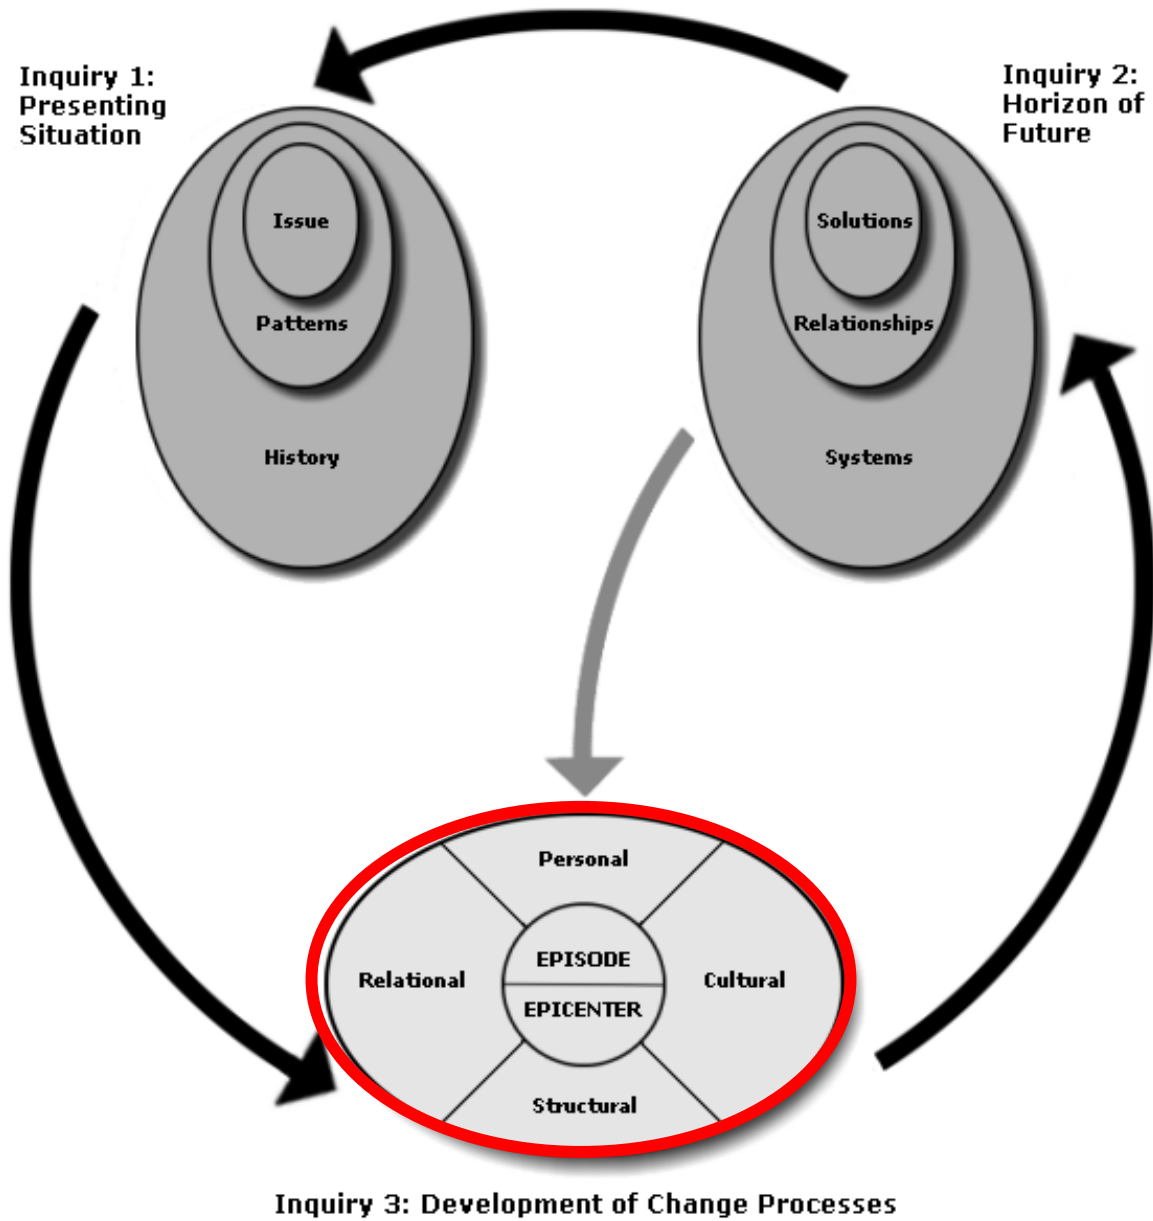 Inquiry 1:
Presenting
Situation
Inquiry 2:
Horizon of
Future
Issue
Patterns
History
Solutions
Relationships
Systems
Personal
Relational
EPISODE
EPICENTER
Cultural
Structural
Inquiry 3: Development of Change Processes